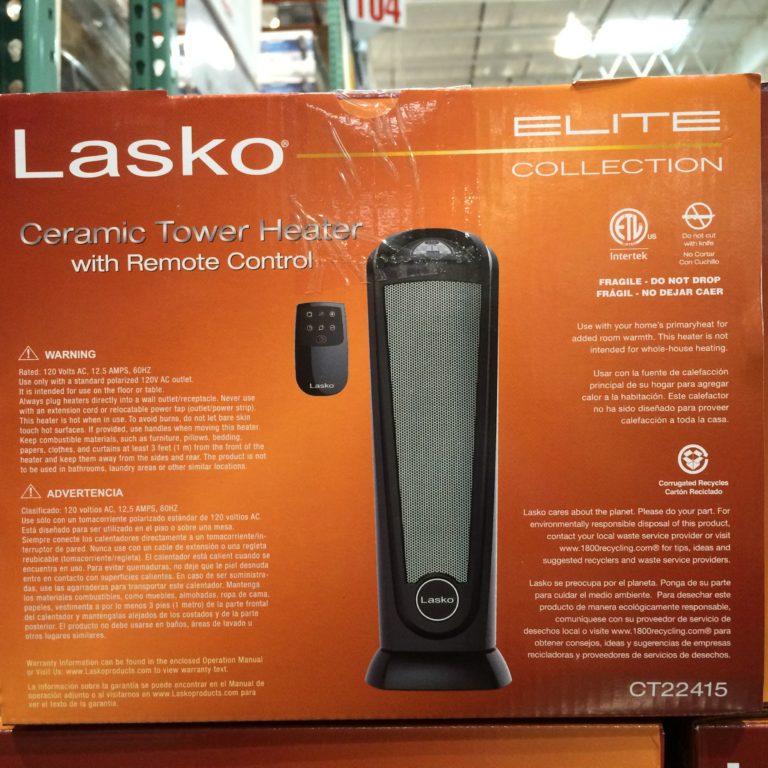 104
Lasko®
ELITE
COLLECTION
Ceramic Tower Heater
with Remote Control
ETL
US
Intertek
Do not cut
with knife
No Cortar
Con Cuchillo
FRAGILE - DO NOT DROP
FRÁGIL - NO DEJAR CAER
Use with your home's primaryheat for
added room warmth. This heater is not
intended for whole-house heating.
Usar con la fuente de calefacción
principal de su hogar para agregar
calor a la habitación. Este calefactor
no ha sido diseñado para proveer
calefacción a toda la casa.
Lasko
WARNING
Rated: 120 Volts AC, 12.5 AMPS, 60HZ
Use only with a standard polarized 120V AC outlet.
It is intended for use on the floor or table.
Always plug heaters directly into a wall outlet/receptacle. Never use
with an extension cord or relocatable power tap (outlet/power strip).
This heater is hot when in use. To avoid burns, do not let bare skin
touch hot surfaces. If provided, use handles when moving this heater.
Keep combustible materials, such as furniture, pillows, bedding,
papers, clothes, and curtains at least 3 feet (1 m) from the front of the
heater and keep them away from the sides and rear. The product is not
to be used in bathrooms, laundry areas or other similar locations.
ADVERTENCIA
Clasificado: 120 voltios AC, 12,5 AMPS, 60HZ
Use sólo con un tomacorriente polarizado estándar de 120 voltios AC.
Está diseñado para ser utilizado en el piso o sobre una mesa.
Siempre conecte los calentadores directamente a un tomacorriente/in-
terruptor de pared. Nunca use con un cable de extensión o una regleta
reubicable (tomacorriente/regleta). El calentador está calient cuando se
encuentra en uso. Para evitar quemaduras, no deje que le piel desnuda
entre en contacto con superficies calientes. En caso de ser suministra-
das, use las agarraderas para transportar este calentador. Mantenga
los materiales combustibles, como muebles, almohadas, ropa de cama,
papeles, vestimenta a por lo menos 3 pies (1 metro) de la parte frontal
del calentador y manténgalas alejados de los costados y de la parte
posterior. El producto no debe usarse en baños, áreas de lavado u
otros lugares similares.
Warranty Information can be found in the enclosed Operation Manual
or Visit Us: www.Laskoproducts.com to view warranty text.
La información sobre la garantía se puede encontrar en el Manual de
operación adjunto o si visítarnos en www.Laskoproducts.com para
ver el texto de la garantía.
Lasko
Corrugated Recycles
Cartón Reciclado
Lasko cares about the planet. Please do your part. For
environmentally responsible disposal of this product,
contact your local waste service provider or visit
www.1800recycling.com® for tips, ideas and
suggested recyclers and waste service providers.
Lasko se preocupa por el planeta. Ponga de su parte
para cuidar el medio ambiente. Para desechar este
producto de manera ecológicamente responsable,
comuníquese con su proveedor de servicio de
desechos local o visite www.1800recycling.com® para
obtener consejos, ideas y sugerencias de empresas
recicladoras y proveedores de servicio de desechos.
CT22415